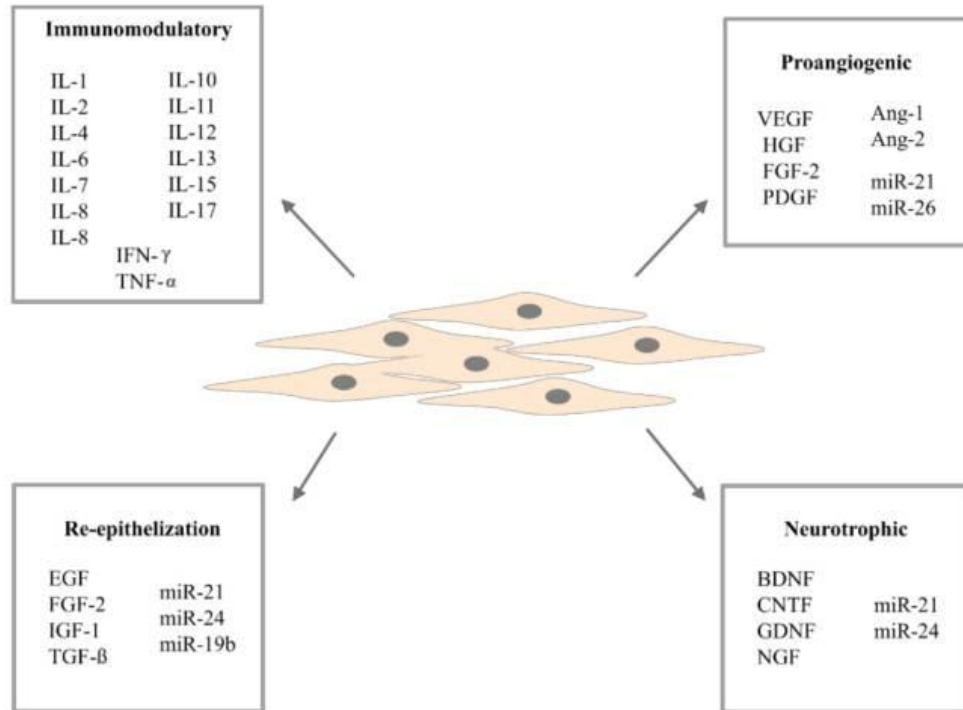 Immunomodulatory
IL-1
IL-2
IL-4
IL-6
IL-7
IL-8
IL-8
IL-10
IL-11
IL-12
IL-13
IL-15
IL-17
IFN-γ
TNF-α
Proangiogenic
VEGF
HGF
FGF-2
PDGF
Ang-1
Ang-2
miR-21
miR-26
Re-epithelization
EGF
FGF-2
IGF-1
TGF-ß
miR-21
miR-24
miR-19b
Neurotrophic
BDNF
CNTF
GDNF
NGF
miR-21
miR-24